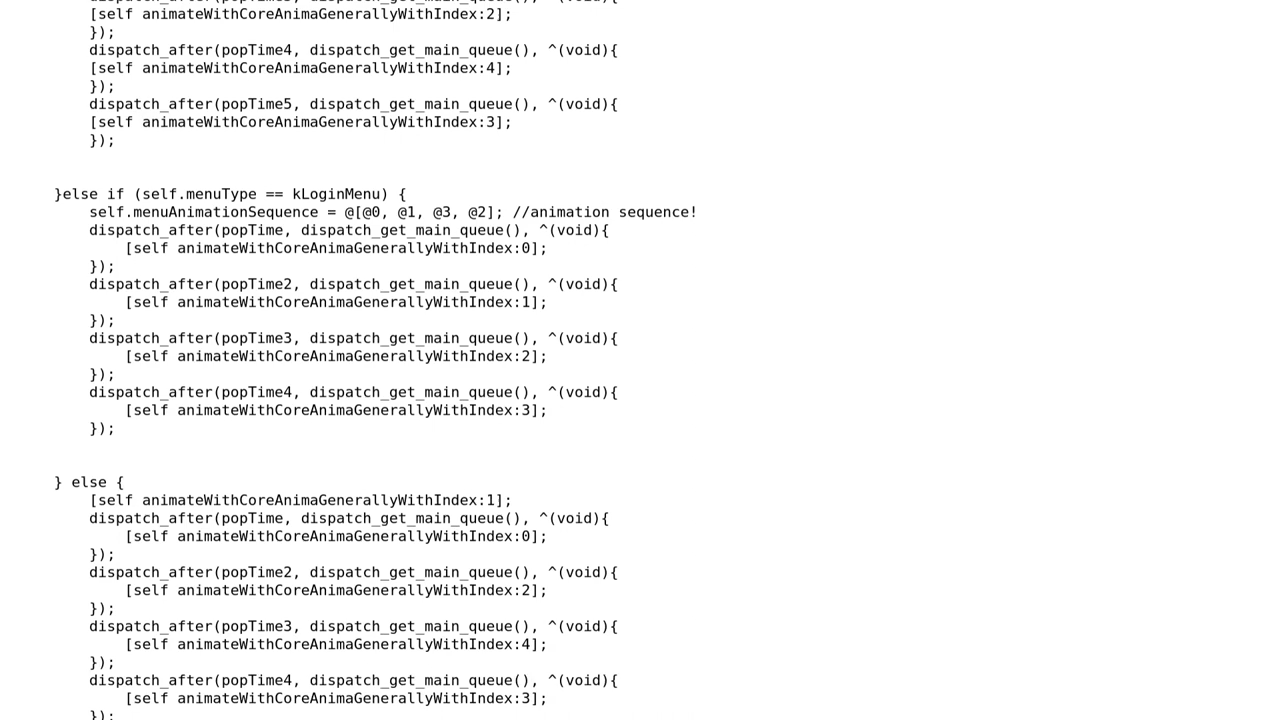 dispatch_after(popTime3, dispatch_get_main_queue(), ^(void){
[self animateWithCoreAnimaGenerallyWithIndex:2];
});
dispatch_after(popTime4, dispatch_get_main_queue(), ^(void){
[self animateWithCoreAnimaGenerallyWithIndex:4];
});
dispatch_after(popTime5, dispatch_get_main_queue(), ^(void){
[self animateWithCoreAnimaGenerallyWithIndex:3];
});
}else if (self.menuType == kLoginMenu) {
self.menuAnimationSequence = @[@0, @1, @3, @2]; //animation sequence!
dispatch_after(popTime, dispatch_get_main_queue(), ^(void){
[self animateWithCoreAnimaGenerallyWithIndex:0];
});
dispatch_after(popTime2, dispatch_get_main_queue(), ^(void){
[self animateWithCoreAnimaGenerallyWithIndex:1];
});
dispatch_after(popTime3, dispatch_get_main_queue(), ^(void){
[self animateWithCoreAnimaGenerallyWithIndex:2];
});
dispatch_after(popTime4, dispatch_get_main_queue(), ^(void){
[self animateWithCoreAnimaGenerallyWithIndex:3];
});
} else {
[self animateWithCoreAnimaGenerallyWithIndex:1];
dispatch_after(popTime, dispatch_get_main_queue(), ^(void){
[self animateWithCoreAnimaGenerallyWithIndex:0];
});
dispatch_after(popTime2, dispatch_get_main_queue(), ^(void){
[self animateWithCoreAnimaGenerallyWithIndex:2];
});
dispatch_after(popTime3, dispatch_get_main_queue(), ^(void){
[self animateWithCoreAnimaGenerallyWithIndex:4];
});
dispatch_after(popTime4, dispatch_get_main_queue(), ^(void){
[self animateWithCoreAnimaGenerallyWithIndex:3];
});